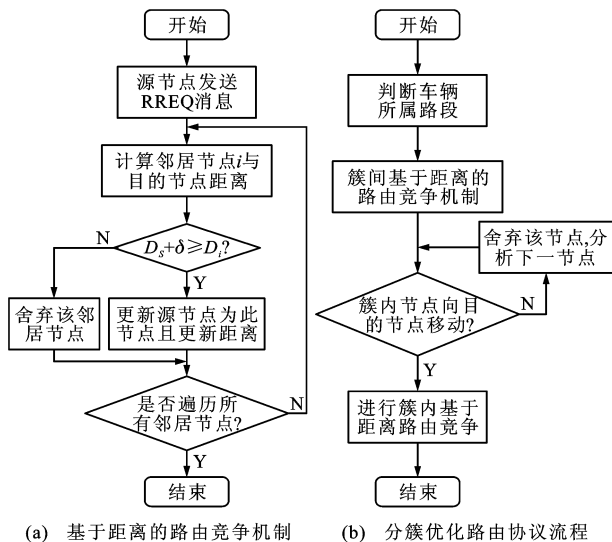 开始
源节点发送
RREQ消息
计算邻居节点i与
目的节点距离
N
Ds+δ≥Di?
Y
舍弃该邻
居节点
更新源节点为此
节点且更新距离
是否遍历所
有邻居节点?
N
Y
结束
(a) 基于距离的路由竞争机制
开始
判断车辆
所属路段
簇间基于距离的
路由竞争机制
舍弃该节点,分
析下一节点
簇内节点向目
的节点移动?
N
Y
进行簇内基于
距离路由竞争
结束
(b) 分簇优化路由协议流程